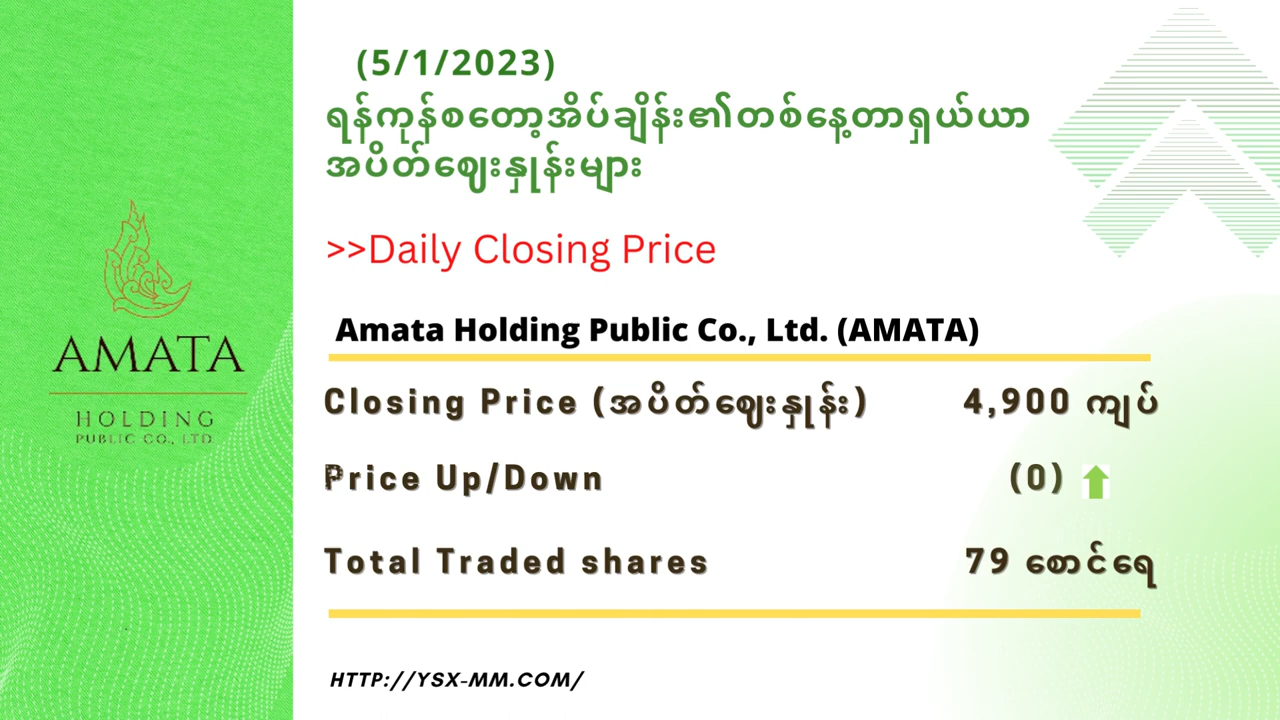 AMATA
HOLDING
PUBLIC CO., LTD
(5/1/2023)
ရန်ကုန်စတော့အိပ်ချိန်း၏တစ်နေ့တာရှယ်ယာ
အပိတ်ဈေးနှုန်းများ
>>Daily Closing Price
Amata Holding Public Co., Ltd. (AMATA)
Closing Price (အပိတ်ဈေးနှုန်း) 4,900 ကျပ်
Price Up/Down (0)
Total Traded shares 79 စောင်ရေ
HTTP://YSX-MM.COM/